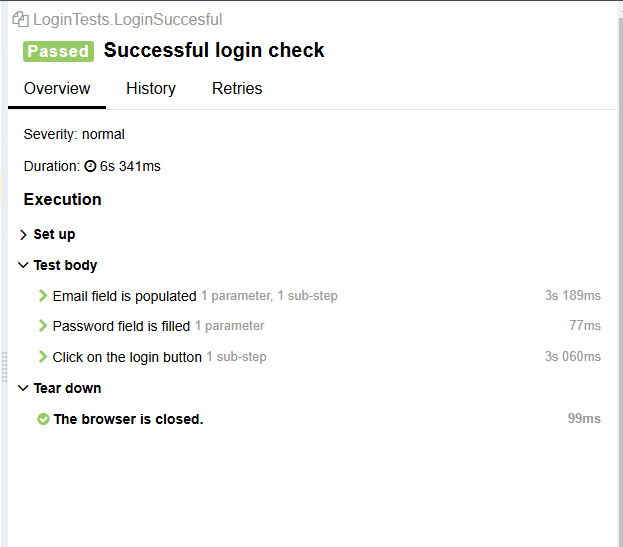 LoginTests.LoginSuccesful
Passed Successful login check
Overview History Retries
Severity: normal
Duration: 6s 341ms
Execution
Set up
Test body
Email field is populated 1 parameter, 1 sub-step 3s 189ms
Password field is filled 1 parameter 77ms
Click on the login button 1 sub-step 3s 060ms
Tear down
The browser is closed. 99ms